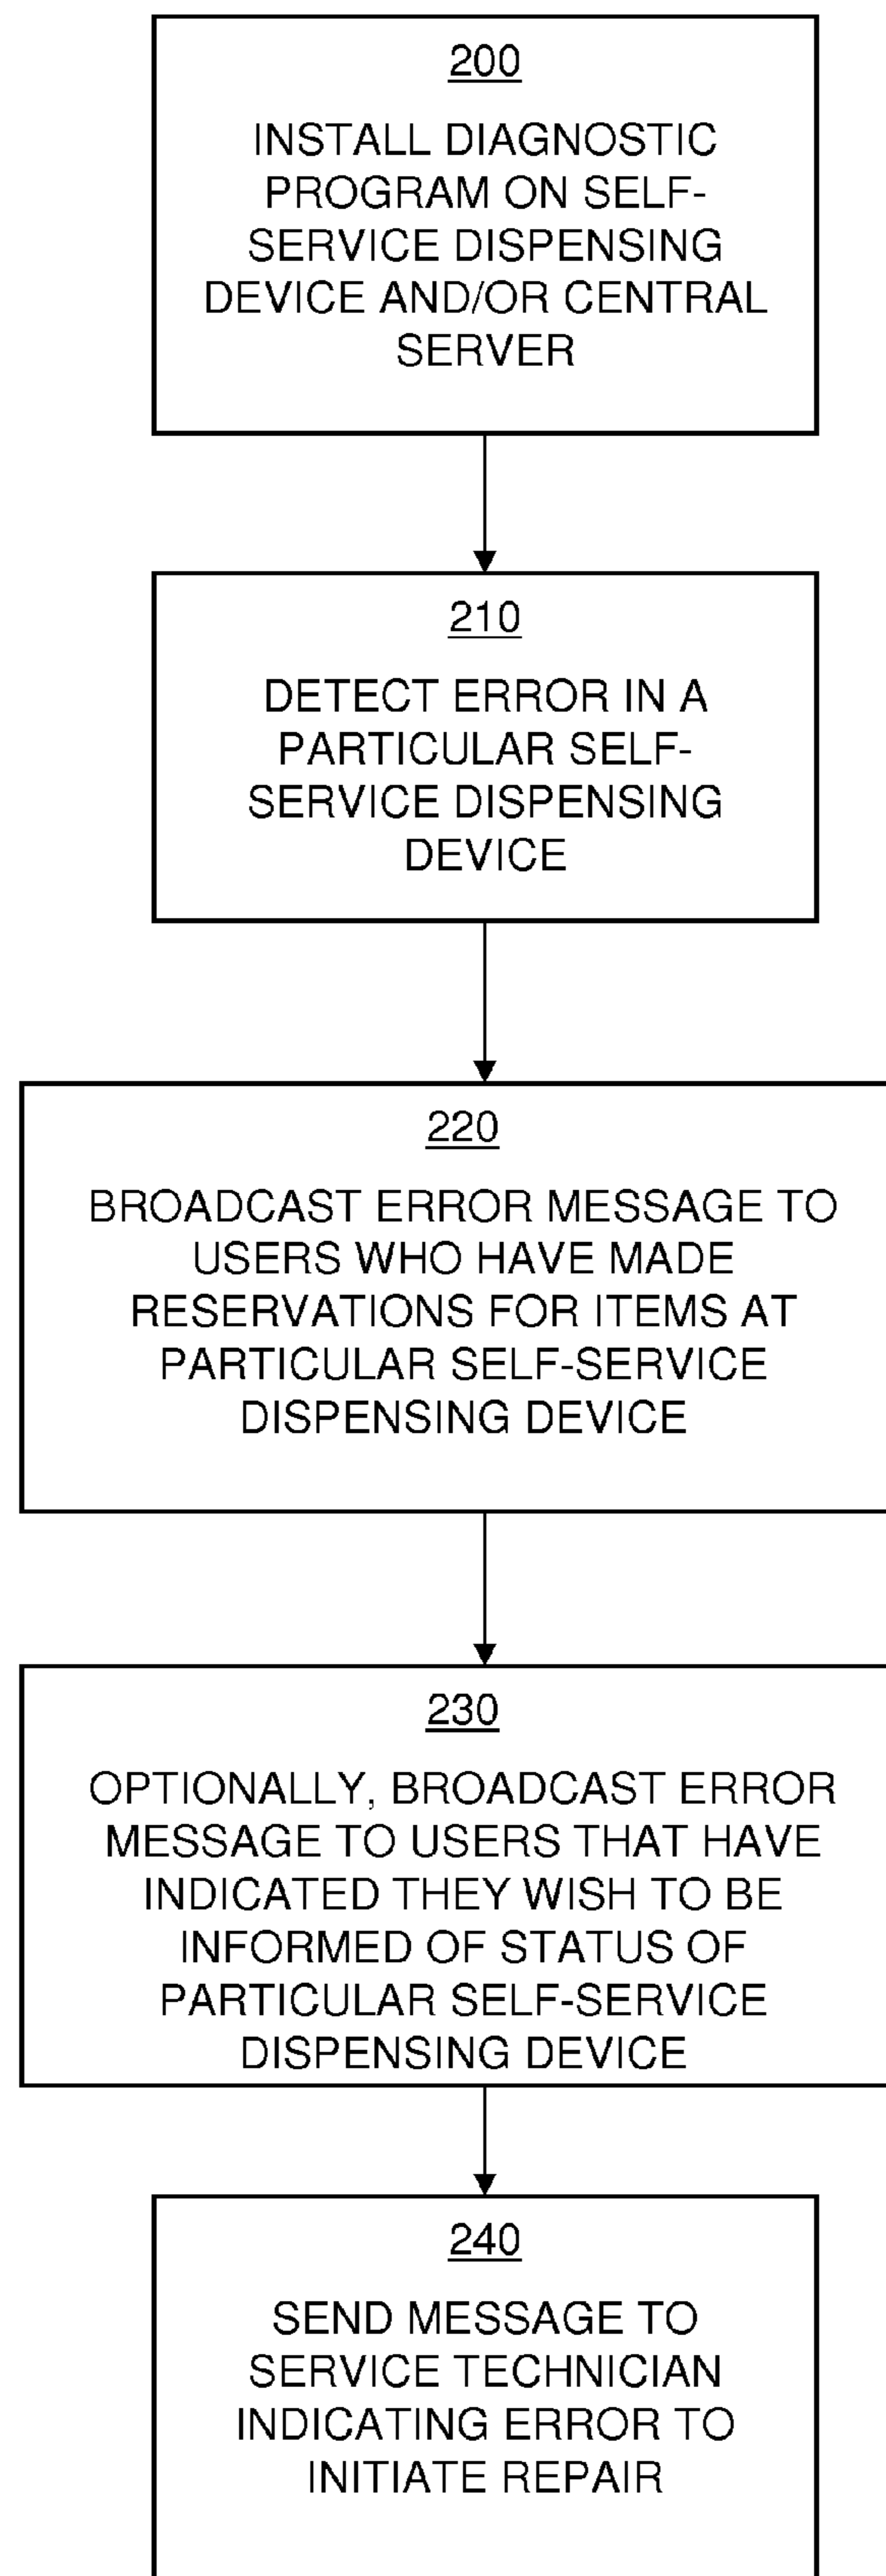 200
INSTALL DIAGNOSTIC
PROGRAM ON SELF-
SERVICE DISPENSING
DEVICE AND/OR CENTRAL
SERVER
210
DETECT ERROR IN A
PARTICULAR SELF-
SERVICE DISPENSING
DEVICE
220
BROADCAST ERROR MESSAGE TO
USERS WHO HAVE MADE
RESERVATIONS FOR ITEMS AT
PARTICULAR SELF-SERVICE
DISPENSING DEVICE
230
OPTIONALLY, BROADCAST ERROR
MESSAGE TO USERS THAT HAVE
INDICATED THEY WISH TO BE
INFORMED OF STATUS OF
PARTICULAR SELF-SERVICE
DISPENSING DEVICE
240
SEND MESSAGE TO
SERVICE TECHNICIAN
INDICATING ERROR TO
INITIATE REPAIR